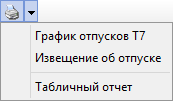 График отпусков Т7
Извещение об отпуске
Табличный отчет